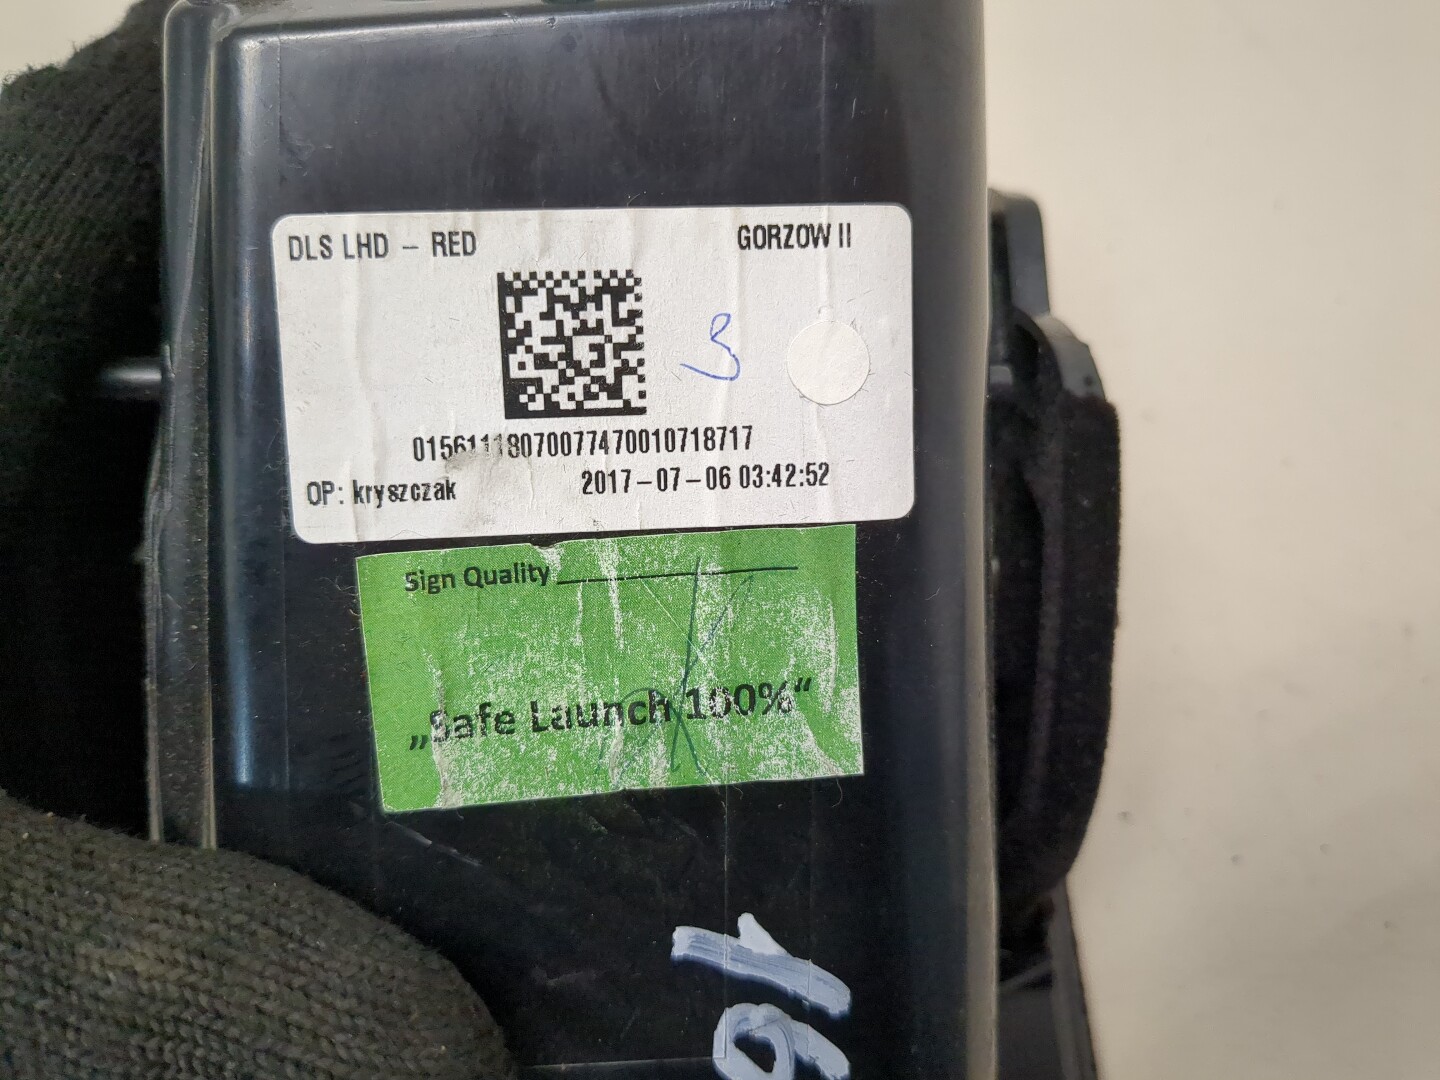 DLS LHD – RED
GORZOW II
3
01561118070077470010718717
OP: kryszczak
2017-07-06 03:42:52
Sign Quality
„Safe Launch 100%“
16